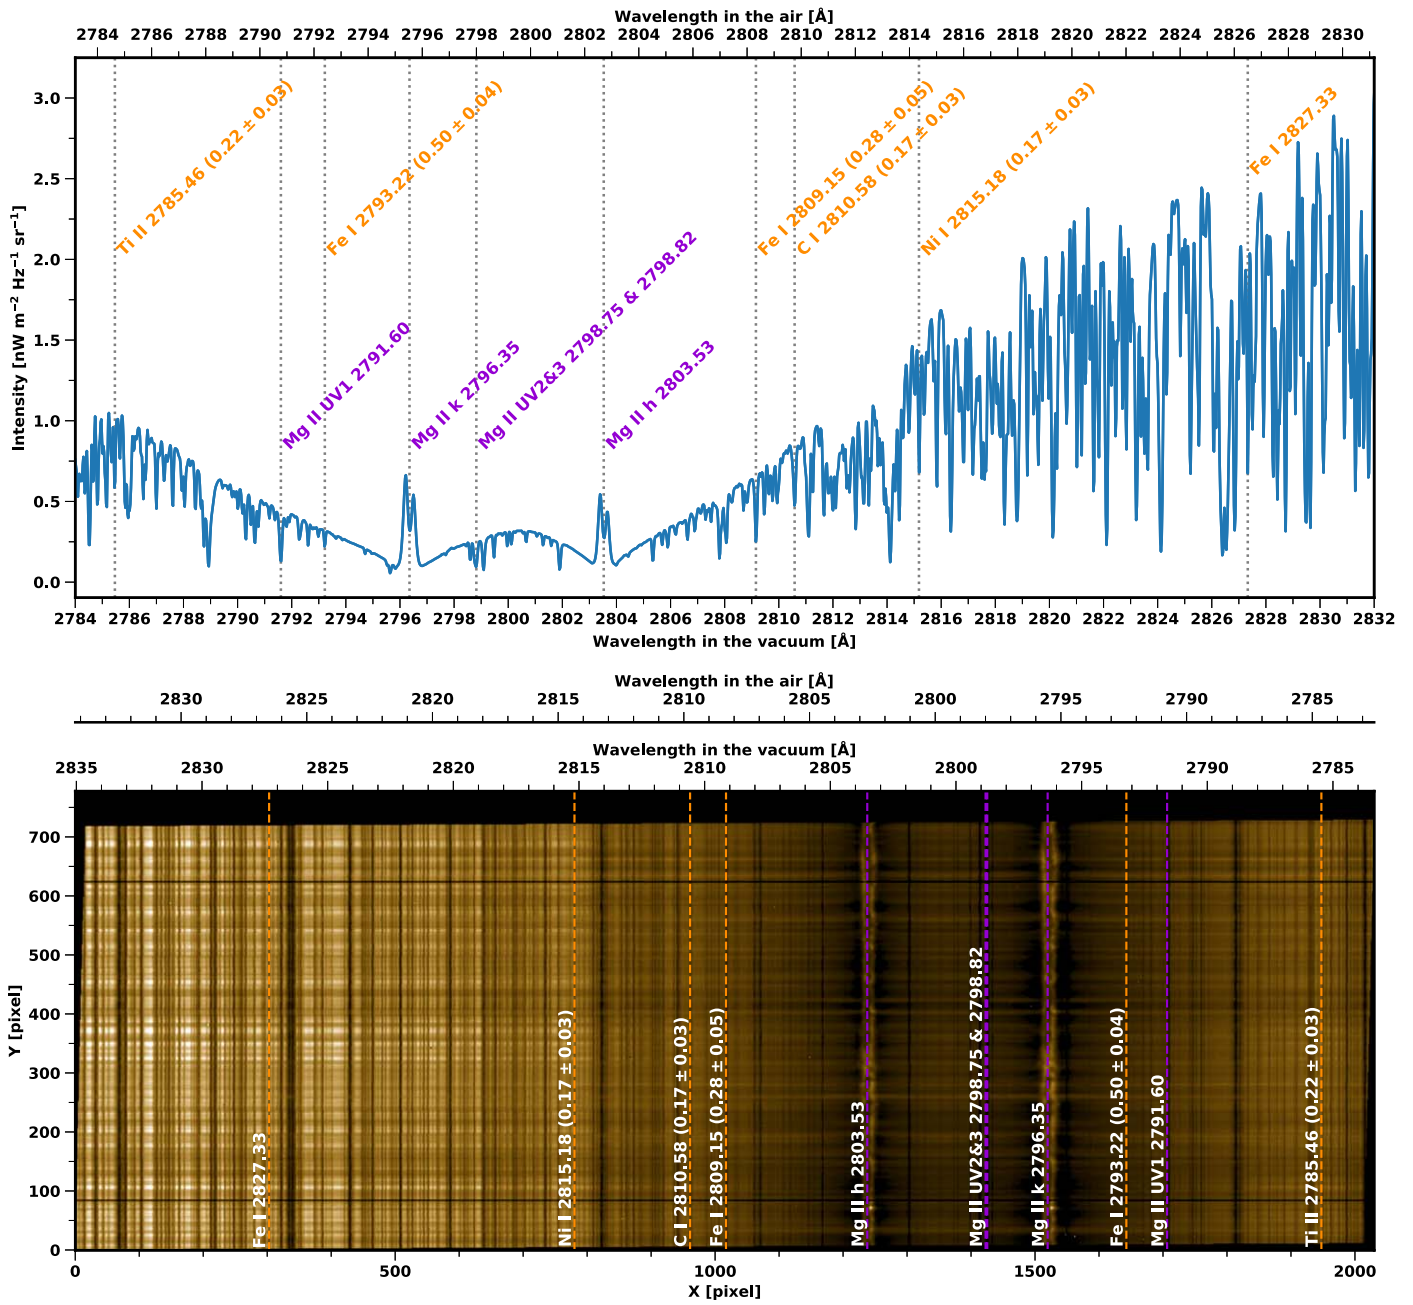 Wavelength in the air [Å]
2784 2786 2788 2790 2792 2794 2796 2798 2800 2802 2804 2806 2808 2810 2812 2814 2816 2818 2820 2822 2824 2826 2828 2830
3.0
2.5
2.0
1.5
1.0
0.5
0.0
Intensity [nW m⁻² Hz⁻¹ sr⁻¹]
Ti II 2785.46 (0.22 ± 0.03)
Fe I 2793.22 (0.50 ± 0.04)
Fe I 2809.15 (0.28 ± 0.05)
C I 2810.58 (0.17 ± 0.03)
Ni I 2815.18 (0.17 ± 0.03)
Fe I 2827.33
Mg II UV1 2791.60
Mg II k 2796.35
Mg II UV2&3 2798.75 & 2798.82
Mg II h 2803.53
2784 2786 2788 2790 2792 2794 2796 2798 2800 2802 2804 2806 2808 2810 2812 2814 2816 2818 2820 2822 2824 2826 2828 2830 2832
Wavelength in the vacuum [Å]
Wavelength in the air [Å]
2830 2825 2820 2815 2810 2805 2800 2795 2790 2785
Wavelength in the vacuum [Å]
2835 2830 2825 2820 2815 2810 2805 2800 2795 2790 2785
700
600
500
400
300
200
100
0
Y [pixel]
Fe I 2827.33
Ni I 2815.18 (0.17 ± 0.03)
C I 2810.58 (0.17 ± 0.03)
Fe I 2809.15 (0.28 ± 0.05)
Mg II h 2803.53
Mg II UV2&3 2798.75 & 2798.82
Mg II k 2796.35
Fe I 2793.22 (0.50 ± 0.04)
Mg II UV1 2791.60
Ti II 2785.46 (0.22 ± 0.03)
0 500 1000 1500 2000
X [pixel]